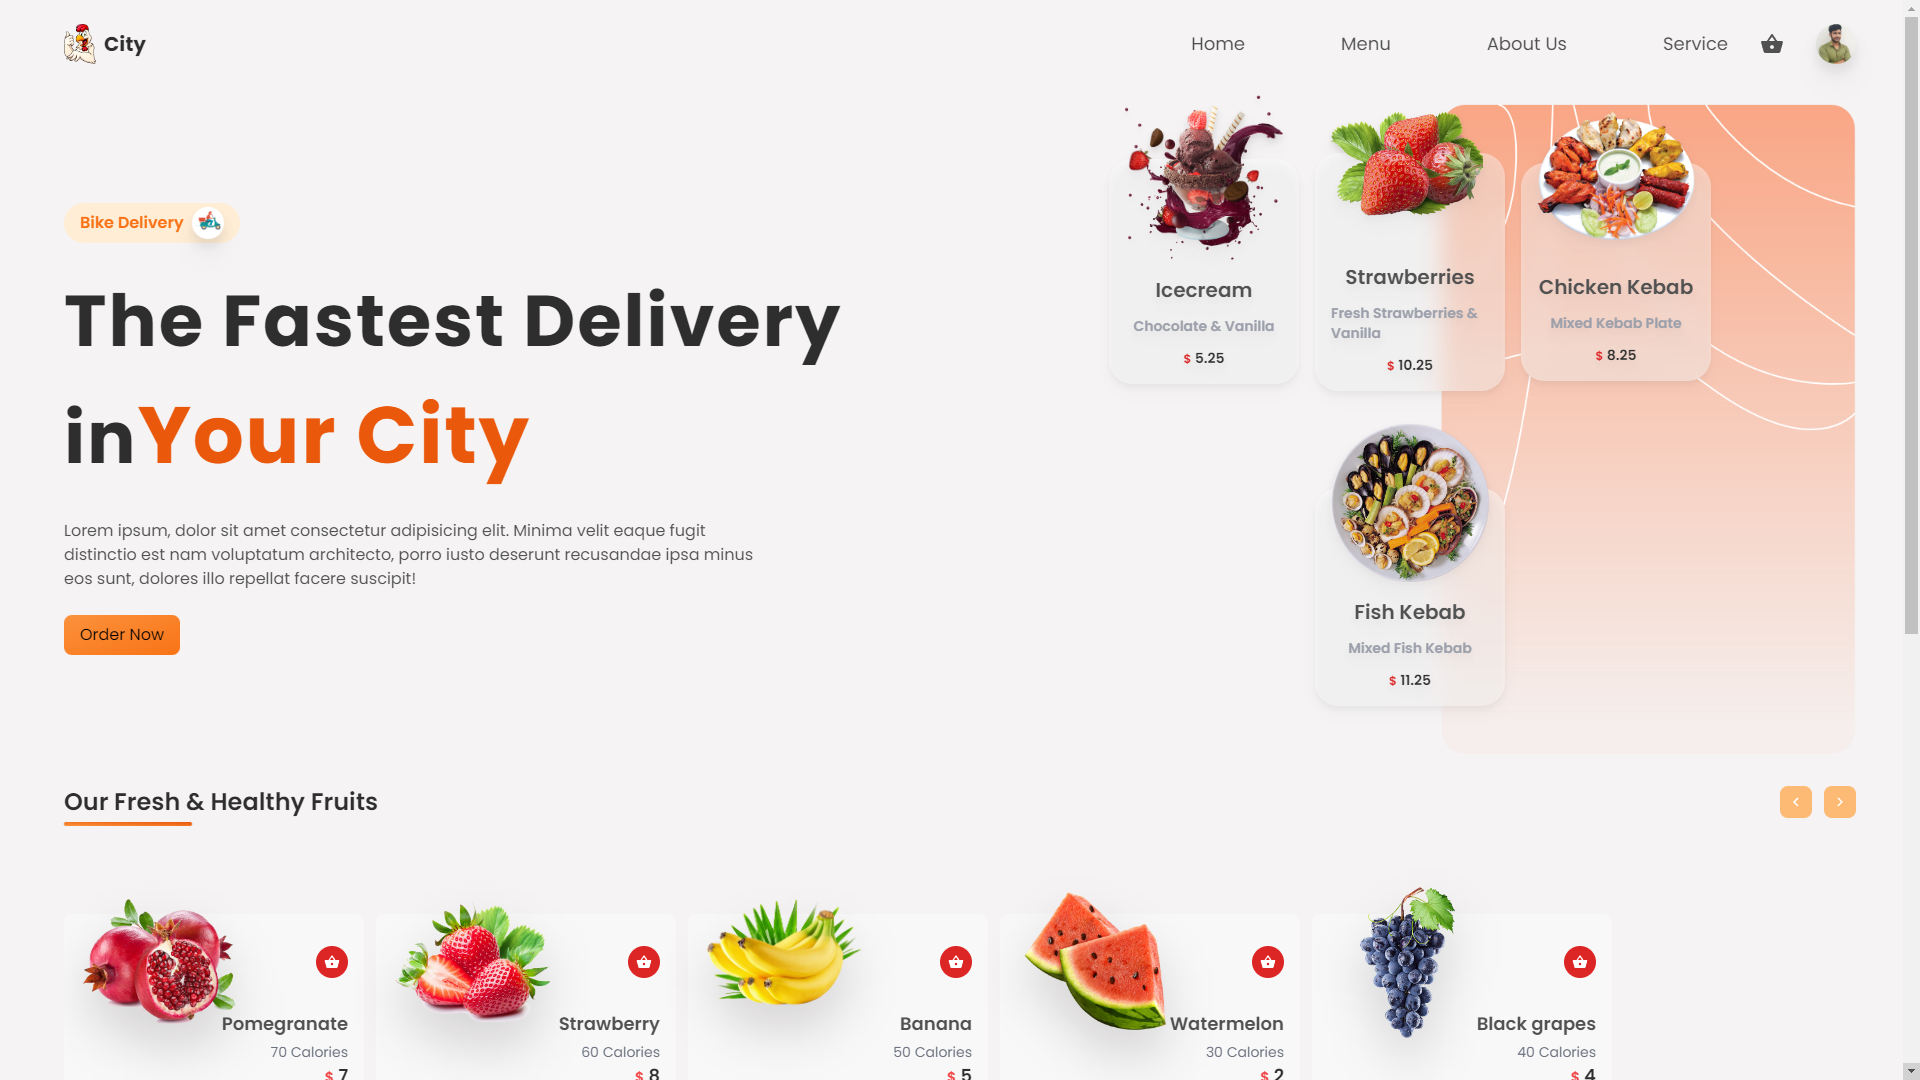 City
Home
Menu
About Us
Service
Bike Delivery
The Fastest Delivery
inYour City
Lorem ipsum, dolor sit amet consectetur adipisicing elit. Minima velit eaque fugit
distinctio est nam voluptatum architecto, porro iusto deserunt recusandae ipsa minus
eos sunt, dolores illo repellat facere suscipit!
Order Now
Icecream
Chocolate & Vanilla
$ 5.25
Strawberries
Fresh Strawberries &
Vanilla
$ 10.25
Chicken Kebab
Mixed Kebab Plate
$ 8.25
Fish Kebab
Mixed Fish Kebab
$ 11.25
Our Fresh & Healthy Fruits
Pomegranate
70 Calories
$ 7
Strawberry
60 Calories
$ 8
Banana
50 Calories
$ 5
Watermelon
30 Calories
$ 2
Black grapes
40 Calories
$ 4